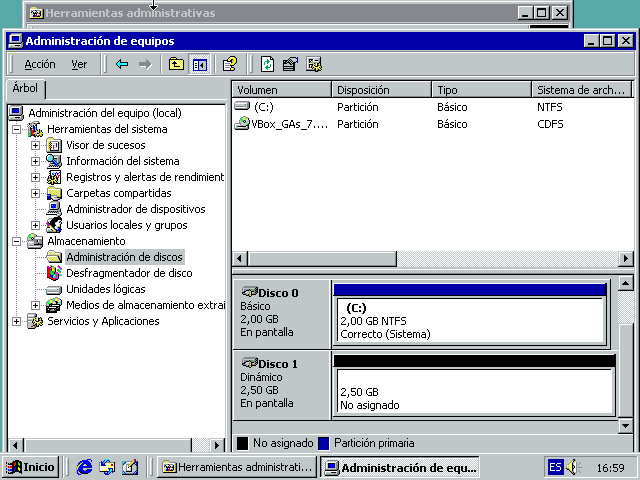 Herramientas administrativas
Administración de equipos
Acción Ver
Árbol
Administración del equipo (local)
Herramientas del sistema
Visor de sucesos
Información del sistema
Registros y alertas de rendimient
Carpetas compartidas
Administrador de dispositivos
Usuarios locales y grupos
Almacenamiento
Administración de discos
Desfragmentador de disco
Unidades lógicas
Medios de almacenamiento extrai
Servicios y Aplicaciones
Volumen Disposición Tipo Sistema de arch...
(C:) Partición Básico NTFS
VBox_GAs_7.... Partición Básico CDFS
Disco 0
Básico
2,00 GB
En pantalla
(C:)
2,00 GB NTFS
Correcto (Sistema)
Disco 1
Dinámico
2,50 GB
En pantalla
2,50 GB
No asignado
No asignado Partición primaria
Inicio Herramientas administrati... Administración de equ... ES 16:59